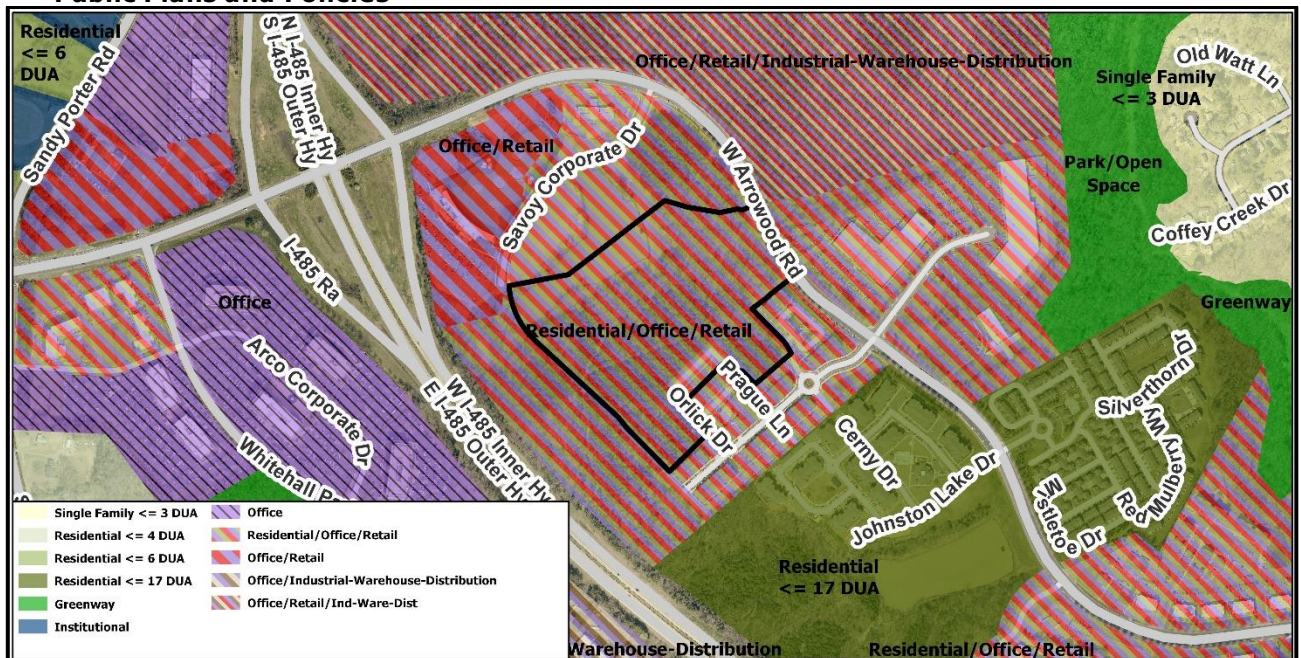 Public Plans and Policies
Residential
<= 6
DUA
Sandy Porter Rd
N I-485 Inner Hy
S I-485 Outer Hy
Office/Retail/Industrial-Warehouse-Distribution
Old Watt Ln
Single Family
<= 3 DUA
Office/Retail
Savoy Corporate Dr
W Arrowood Rd
Park/Open
Space
Coffey Creek Dr
I-485 Ra
Office
Greenway
Residential/Office/Retail
Arco Corporate Dr
W I-485 Inner Hy
E I-485 Outer Hy
Prague Ln
Orlick Dr
Silverthorn Dr
Cerny Dr
Red Mulberry Wy
Johnston Lake Dr
Wistletoe Dr
Whitehall
Residential
<= 17 DUA
Single Family <= 3 DUA
Residential <= 4 DUA
Residential <= 6 DUA
Residential <= 17 DUA
Greenway
Institutional
Office
Residential/Office/Retail
Office/Retail
Office/Industrial-Warehouse-Distribution
Office/Retail/Ind-Ware-Dist
Warehouse-Distribution
Residential/Office/Retail